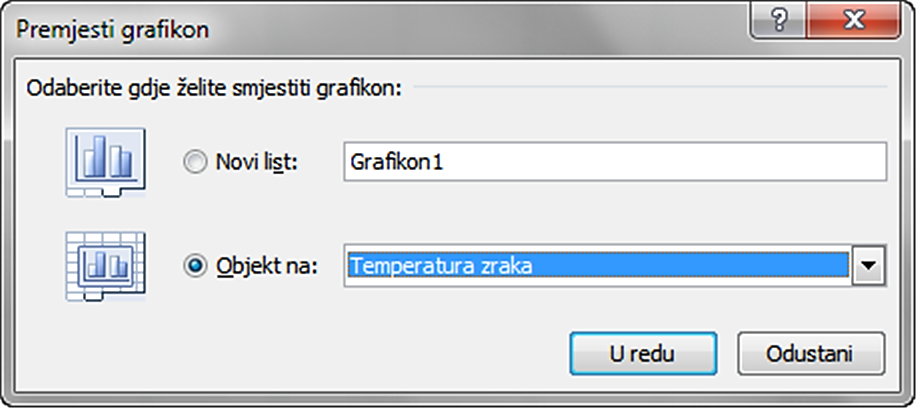 Premjesti grafikon
Odaberite gdje želite smjestiti grafikon:
Novi list: Grafikon1
Objekt na: Temperatura zraka
U redu Odustani